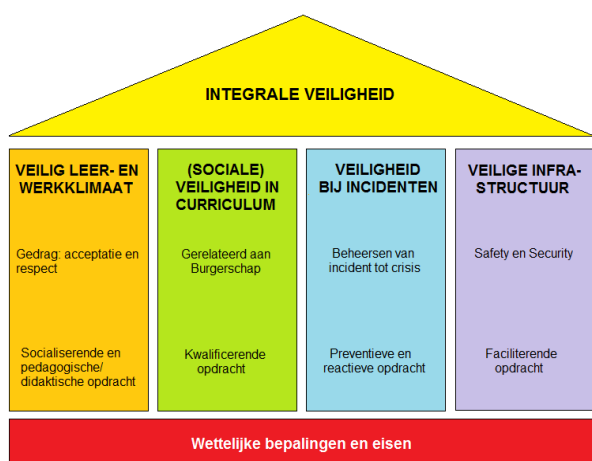 INTEGRALE VEILIGHEID
VEILIG LEER- EN
WERKKLIMAAT
Gedrag: acceptatie en
respect
Socialiserende en
pedagogische/
didaktische opdracht
(SOCIALE)
VEILIGHEID IN
CURRICULUM
Gerelateerd aan
Burgerschap
Kwalificerende
opdracht
VEILIGHEID
BIJ INCIDENTEN
Beheersen van
incident tot crisis
Preventieve en
reactieve opdracht
VEILIGE INFRA-
STRUCTUUR
Safety en Security
Faciliterende
opdracht
Wettelijke bepalingen en eisen